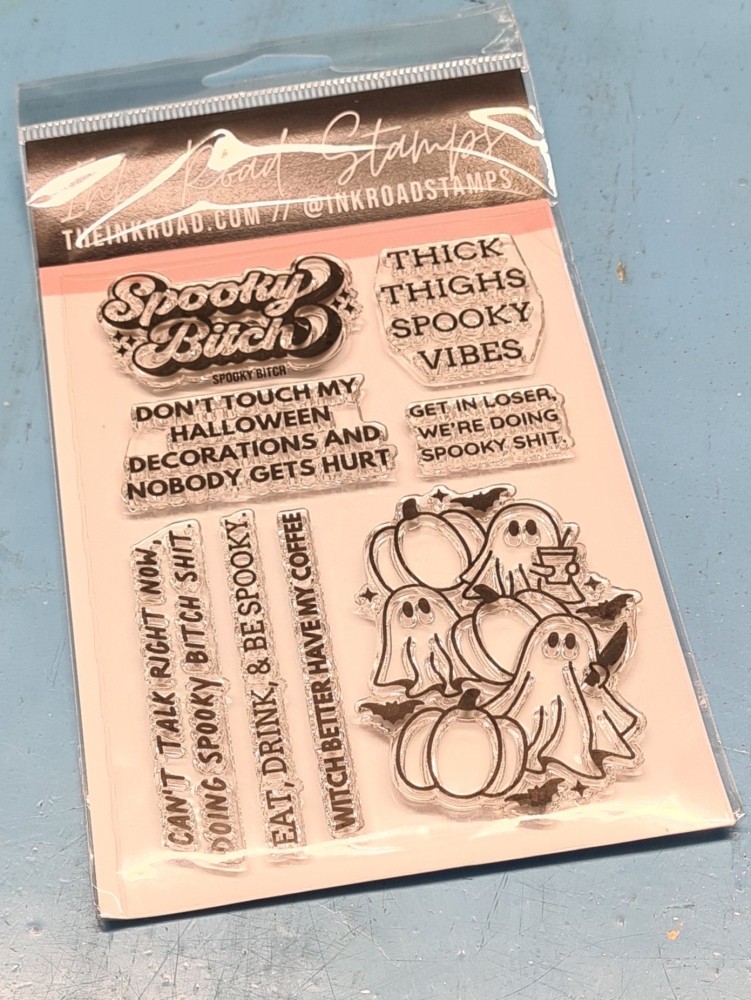 Ink Road Stamps
THEINKROAD.COM // @INKROADSTAMPS
Spooky
Bitch
SPOOKY BITCH
THICK
THIGHS
SPOOKY
VIBES
DON'T TOUCH MY
HALLOWEEN
DECORATIONS AND
NOBODY GETS HURT
GET IN LOSER,
WE'RE DOING
SPOOKY SHIT.
CAN'T TALK RIGHT NOW,
DOING SPOOKY BITCH SHIT.
EAT, DRINK, & BE SPOOKY.
WITCH BETTER HAVE MY COFFEE